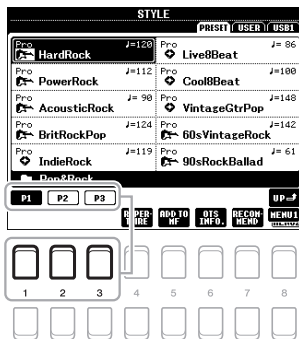 STYLE
PRESET USER USB1
Pro ♩=120 HardRock
Pro ♩= 86 Live8Beat
Pro ♩=112 PowerRock
Pro ♩=100 Cool8Beat
Pro ♩= 90 AcousticRock
Pro ♩=148 VintageGtrPop
Pro ♩=124 BritRockPop
Pro ♩=142 60sVintageRock
Pro ♩=119 IndieRock
Pro ♩= 61 90sRockBallad
Pop&Rock
P1 P2 P3 UP
ADD TO MF OTS INFO. RECOM-MEND MENU1
1 2 3 4 5 6 7 8